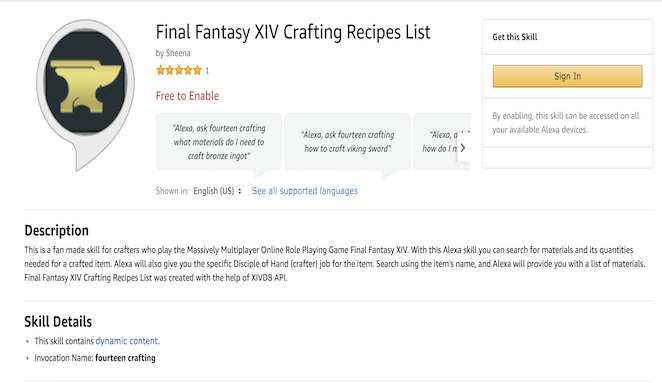 Final Fantasy XIV Crafting Recipes List
by Sheena
1
Free to Enable
"Alexa, ask fourteen crafting
what materials do I need to
craft bronze ingot"
"Alexa, ask fourteen crafting
how to craft viking sword"
"Alexa,
how do I
Shown in: English (US)
See all supported languages
Get this Skill
Sign In
By enabling, this skill can be accessed on all
your available Alexa devices.
Description
This is a fan made skill for crafters who play the Massively Multiplayer Online Role Playing Game Final Fantasy XIV. With this Alexa skill you can search for materials and its quantities
needed for a crafted item. Alexa will also give you the specific Disciple of Hand (crafter) job for the item. Search using the item's name, and Alexa will provide you with a list of materials.
Final Fantasy XIV Crafting Recipes List was created with the help of XIVDB API.
Skill Details
• This skill contains dynamic content.
• Invocation Name: fourteen crafting